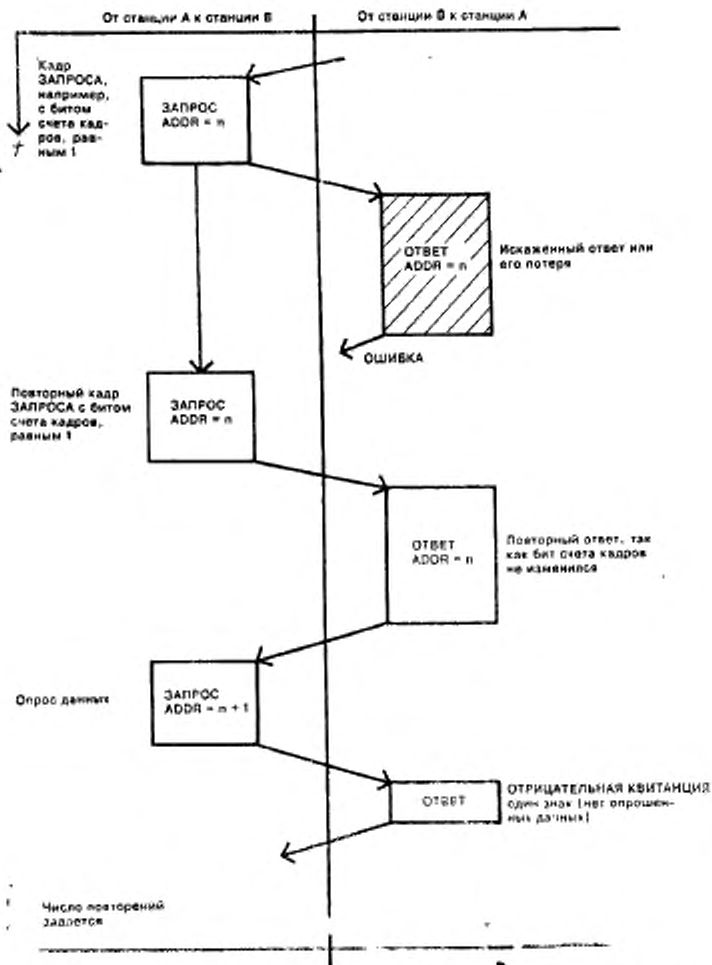 От станции А к станции В
От станции В к станции А
Кадр
ЗАПРОСА,
например,
с битом
счета кад-
ров, рав-
ным 1
t
ЗАПРОС
ADDR = n
ОТВЕТ
ADDR = n
Искаженный ответ или
его потеря
ОШИБКА
Повторный кадр
ЗАПРОСА с битом
счета кадров,
равным 1
ЗАПРОС
ADDR = n
ОТВЕТ
ADDR = n
Повторный ответ, так
как бит счета кадров
не изменился
Опрос данных
ЗАПРОС
ADDR = n + 1
ОТВЕТ
ОТРИЦАТЕЛЬНАЯ КВИТАНЦИЯ
один знак (нет опрошен-
ных данных)
Число повторений
задается